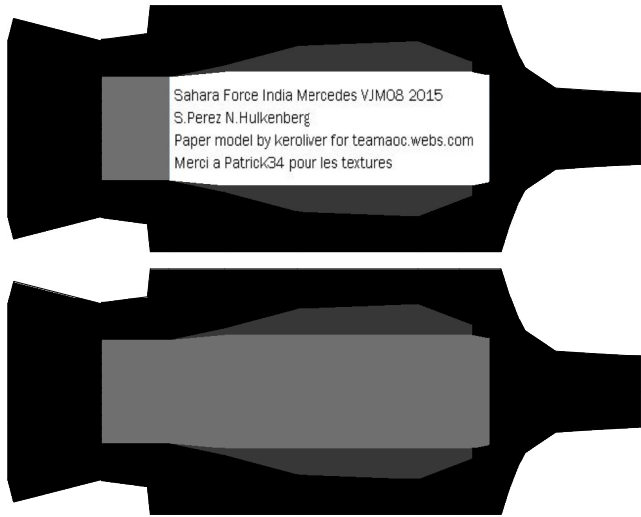 Sahara Force India Mercedes VJM08 2015
S.Perez N.Hulkenberg
Paper model by keroliver for teamaoc.webs.com
Merci a Patrick34 pour les textures